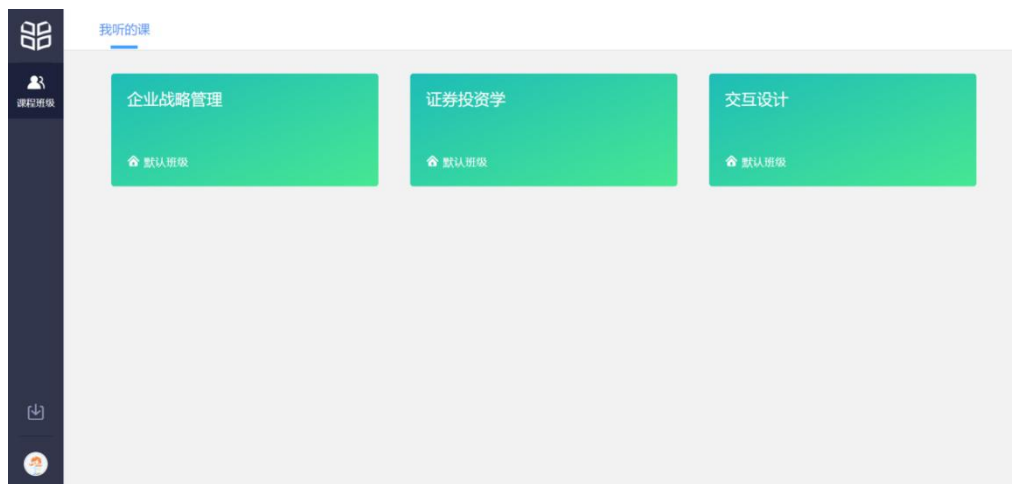 我听的课
课程班级
企业战略管理
默认班级
证券投资学
默认班级
交互设计
默认班级